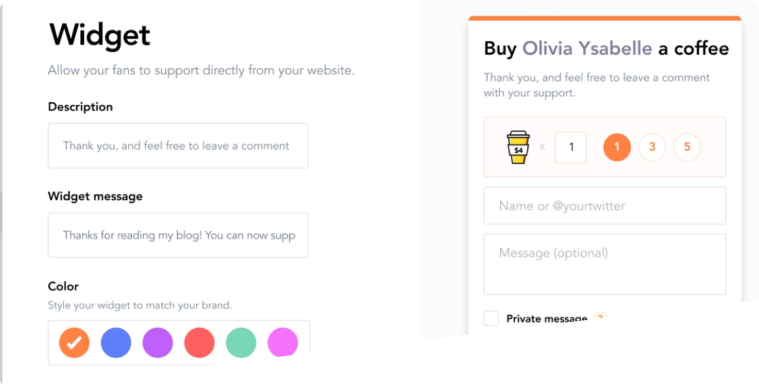 Widget
Allow your fans to support directly from your website.
Description
Thank you, and feel free to leave a comment
Widget message
Thanks for reading my blog! You can now supp
Color
Style your widget to match your brand.
Buy Olivia Ysabelle a coffee
Thank you, and feel free to leave a comment
with your support.
$4 x 1 1 3 5
Name or @yourtwitter
Message (optional)
Private message ?